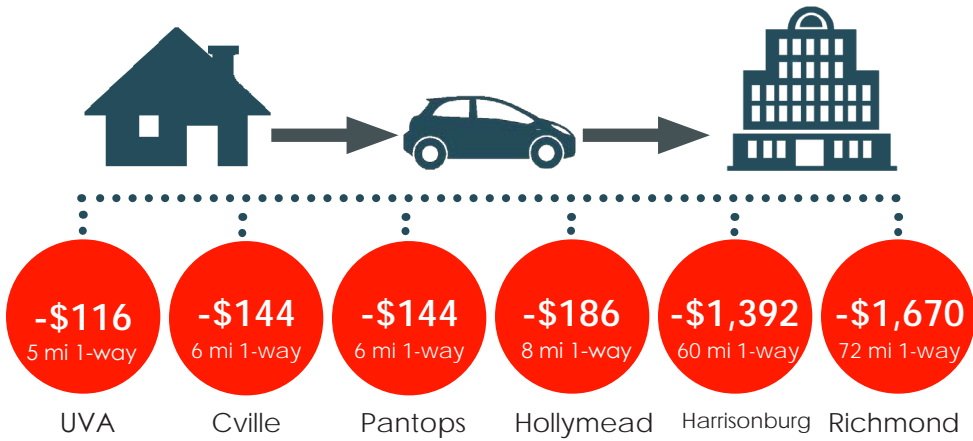 -$116
5 mi 1-way
UVA
-$144
6 mi 1-way
Cville
-$144
6 mi 1-way
Pantops
-$186
8 mi 1-way
Hollymead
-$1,392
60 mi 1-way
Harrisonburg
-$1,670
72 mi 1-way
Richmond